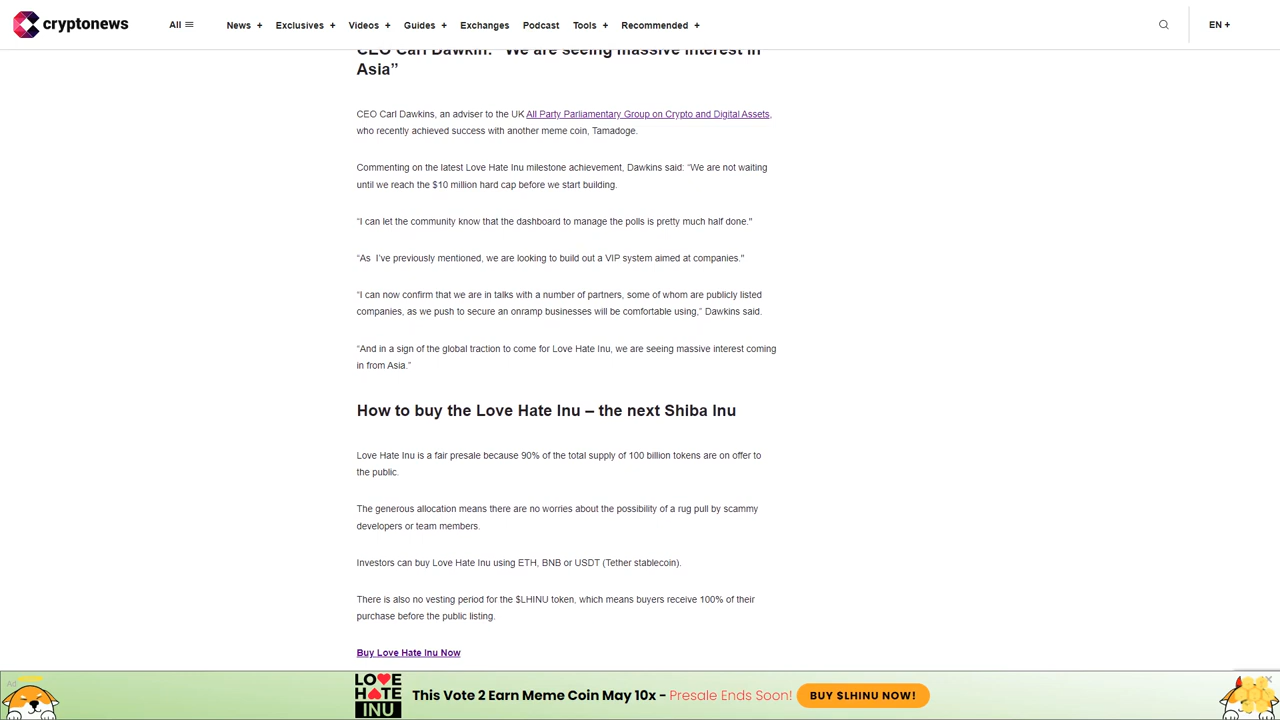 cryptonews
All
News +
Exclusives +
Videos +
Guides +
Exchanges
Podcast
Tools +
Recommended +
EN +
CEO Carl Dawkin: “We are seeing massive interest in
Asia”
CEO Carl Dawkins, an adviser to the UK All Party Parliamentary Group on Crypto and Digital Assets,
who recently achieved success with another meme coin, Tamadoge.
Commenting on the latest Love Hate Inu milestone achievement, Dawkins said: “We are not waiting
until we reach the $10 million hard cap before we start building.
“I can let the community know that the dashboard to manage the polls is pretty much half done."
“As  I’ve previously mentioned, we are looking to build out a VIP system aimed at companies."
“I can now confirm that we are in talks with a number of partners, some of whom are publicly listed
companies, as we push to secure an onramp businesses will be comfortable using,” Dawkins said.
“And in a sign of the global traction to come for Love Hate Inu, we are seeing massive interest coming
in from Asia.”
How to buy the Love Hate Inu – the next Shiba Inu
Love Hate Inu is a fair presale because 90% of the total supply of 100 billion tokens are on offer to
the public.
The generous allocation means there are no worries about the possibility of a rug pull by scammy
developers or team members.
Investors can buy Love Hate Inu using ETH, BNB or USDT (Tether stablecoin).
There is also no vesting period for the $LHINU token, which means buyers receive 100% of their
purchase before the public listing.
Buy Love Hate Inu Now
Ad
LOVE
HATE
INU
This Vote 2 Earn Meme Coin May 10x - Presale Ends Soon!
BUY $LHINU NOW!